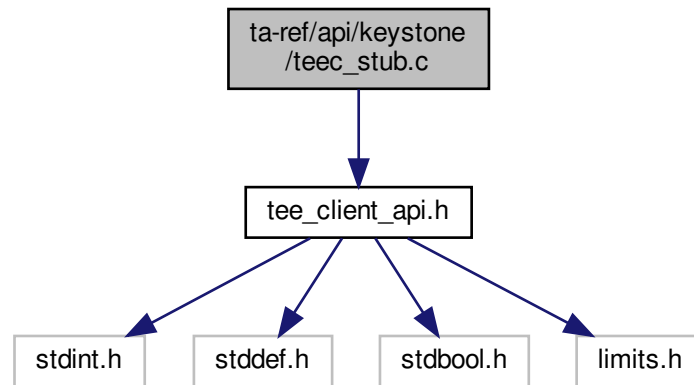 ta-ref/api/keystone
/teec_stub.c
tee_client_api.h
stdint.h
stddef.h
stdbool.h
limits.h